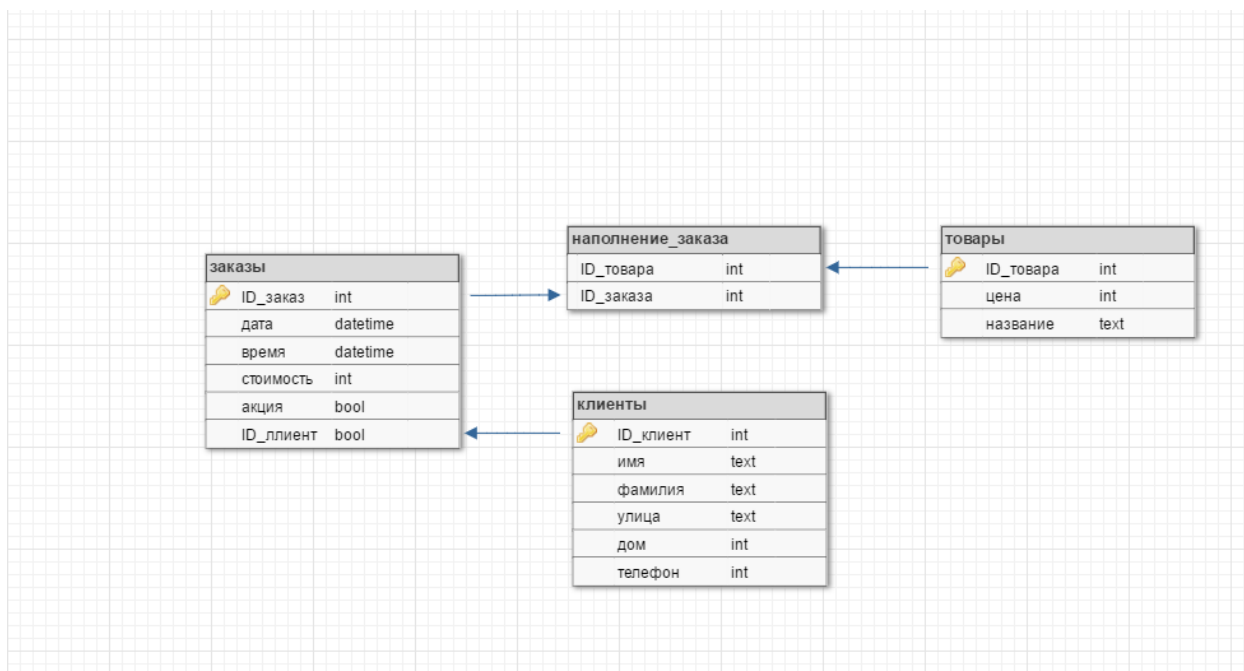 заказы
ID_заказ int
дата datetime
время datetime
стоимость int
акция bool
ID_ллиент bool
наполнение_заказа
ID_товара int
ID_заказа int
товары
ID_товара int
цена int
название text
клиенты
ID_клиент int
имя text
фамилия text
улица text
дом int
телефон int